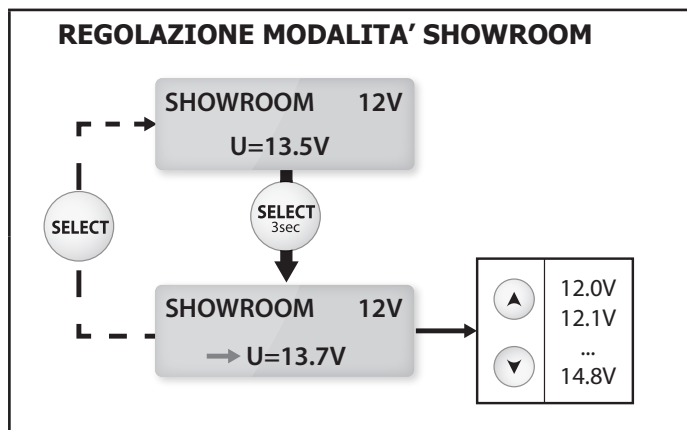 REGOLAZIONE MODALITA’ SHOWROOM
SHOWROOM 12V
U=13.5V
SELECT
SELECT
3sec
SHOWROOM 12V
U=13.7V
12.0V
12.1V
...
14.8V